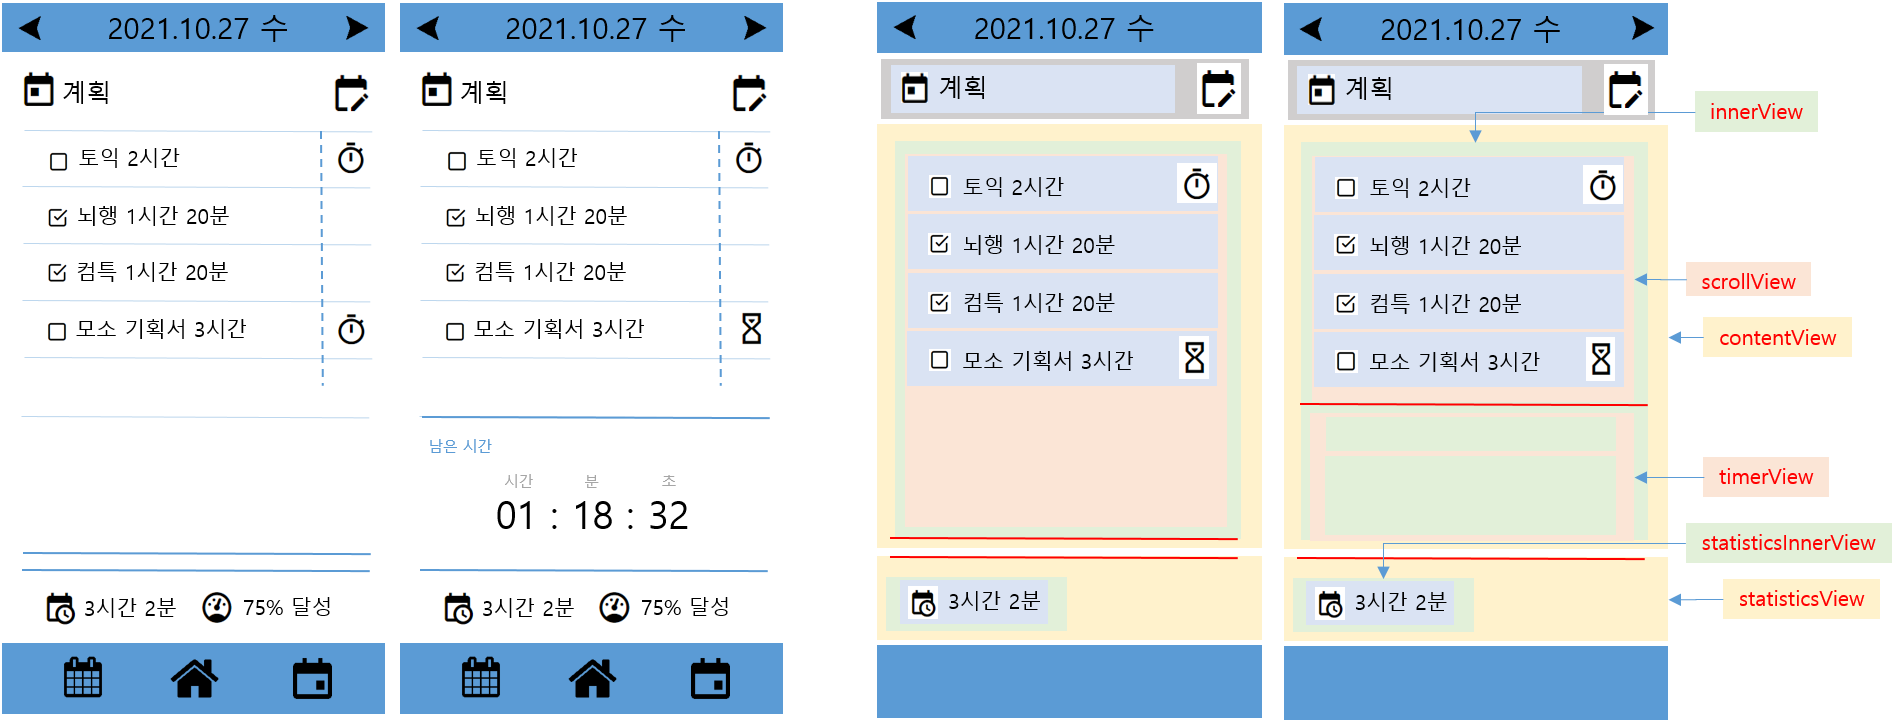 2021.10.27 수
계획
토익 2시간
뇌행 1시간 20분
컴특 1시간 20분
모소 기획서 3시간
3시간 2분
75% 달성
2021.10.27 수
계획
토익 2시간
뇌행 1시간 20분
컴특 1시간 20분
모소 기획서 3시간
남은 시간
시간 분 초
01 : 18 : 32
3시간 2분
75% 달성
2021.10.27 수
계획
토익 2시간
뇌행 1시간 20분
컴특 1시간 20분
모소 기획서 3시간
3시간 2분
2021.10.27 수
계획
토익 2시간
뇌행 1시간 20분
컴특 1시간 20분
모소 기획서 3시간
3시간 2분
innerView
scrollView
contentView
timerView
statisticsInnerView
statisticsView